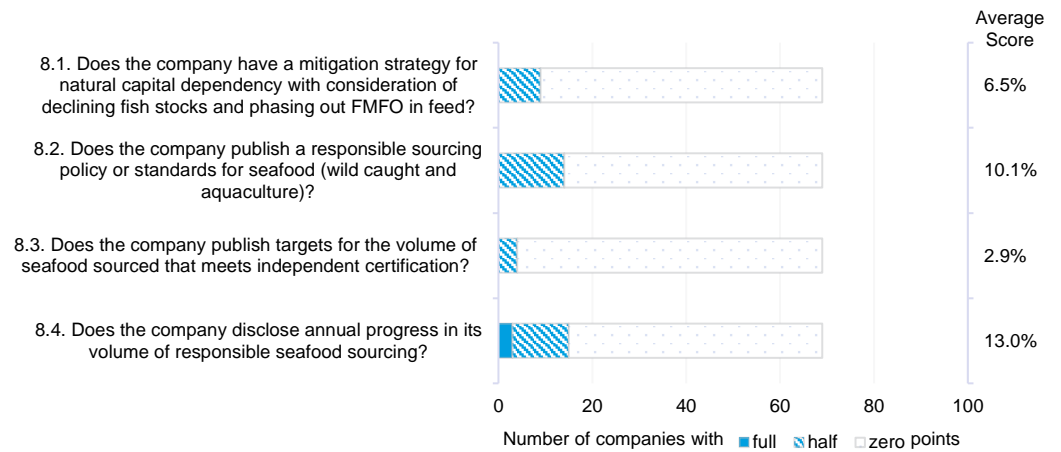 Average
Score
8.1. Does the company have a mitigation strategy for
natural capital dependency with consideration of
declining fish stocks and phasing out FMFO in feed?
6.5%
8.2. Does the company publish a responsible sourcing
policy or standards for seafood (wild caught and
aquaculture)?
10.1%
8.3. Does the company publish targets for the volume of
seafood sourced that meets independent certification?
2.9%
8.4. Does the company disclose annual progress in its
volume of responsible seafood sourcing?
13.0%
0 20 40 60 80 100
Number of companies with full half zero points